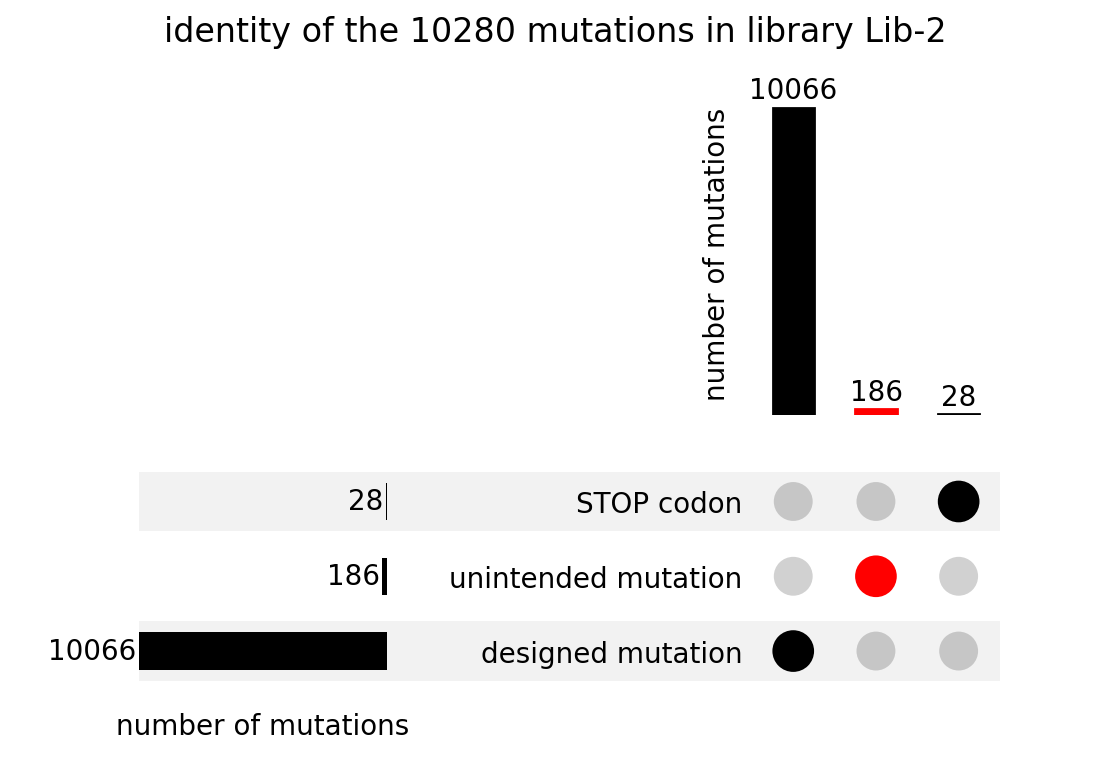 identity of the 10280 mutations in library Lib-2
10066
number of mutations
186
28
28
STOP codon
186
unintended mutation
10066
designed mutation
number of mutations